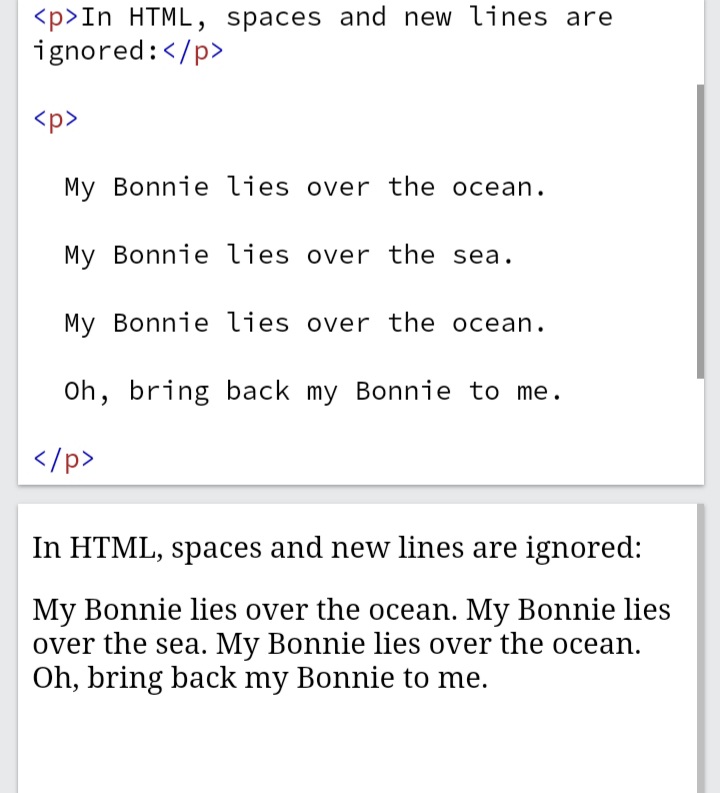 <p>In HTML, spaces and new lines are
ignored:</p>
<p>
My Bonnie lies over the ocean.
My Bonnie lies over the sea.
My Bonnie lies over the ocean.
Oh, bring back my Bonnie to me.
</p>
In HTML, spaces and new lines are ignored:
My Bonnie lies over the ocean. My Bonnie lies
over the sea. My Bonnie lies over the ocean.
Oh, bring back my Bonnie to me.